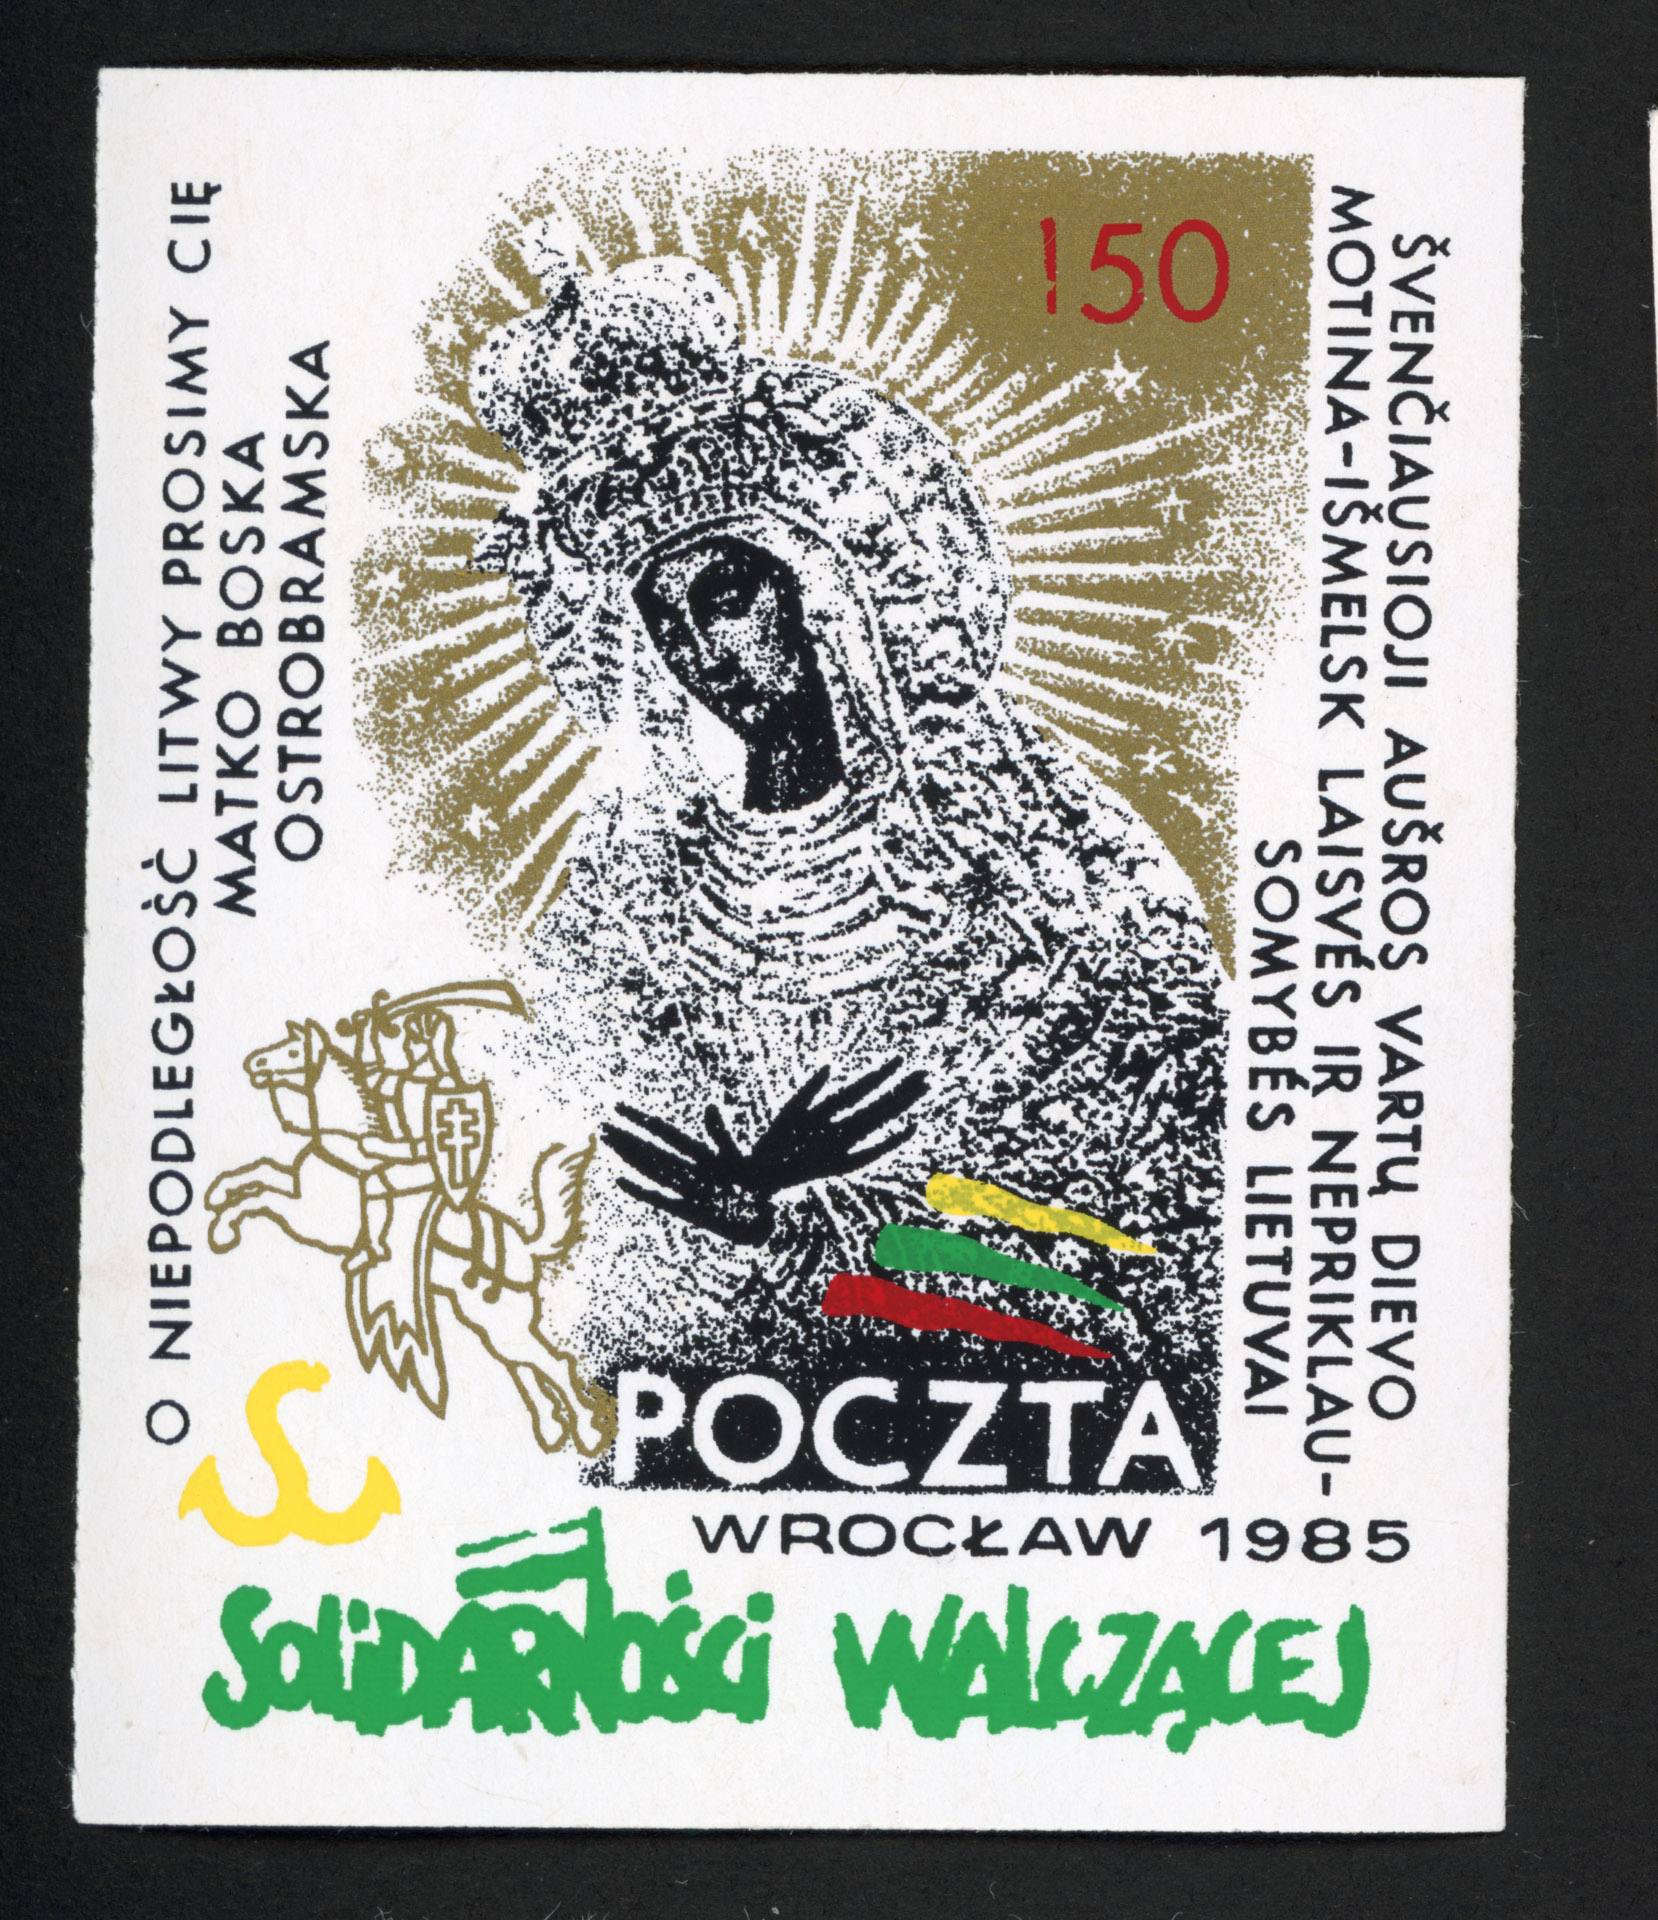 O NIEPODLEGŁOŚĆ LITWY PROSIMY CIĘ
MATKO BOSKA
OSTROBRAMSKA
150
ŠVENČIAUSIOJI AUŠROS VARTŲ DIEVO
MOTINA-IŠMELSK LAISVĖS IR NEPRIKLAU-
SOMYBĖS LIETUVAI
POCZTA
WROCŁAW 1985
SOLIDARNOŚCI WALCZĄCEJ